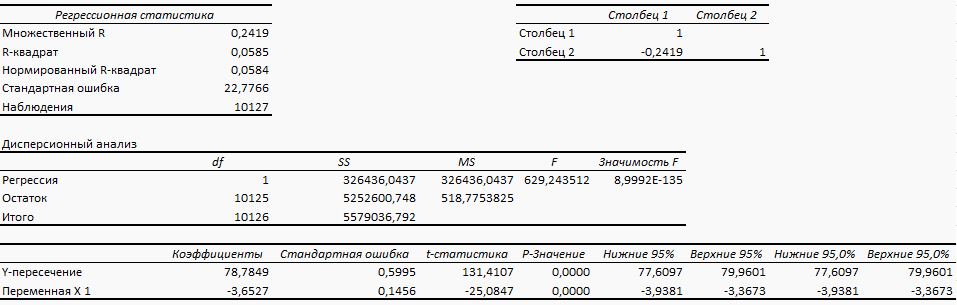 Регрессионная статистика
Столбец 1 Столбец 2
Множественный R 0,2419
Столбец 1 1
R-квадрат 0,0585
Столбец 2 -0,2419 1
Нормированный R-квадрат 0,0584
Стандартная ошибка 22,7766
Наблюдения 10127
Дисперсионный анализ
df SS MS F Значимость F
Регрессия 1 326436,0437 326436,0437 629,243512 8,9992E-135
Остаток 10125 5252600,748 518,7753825
Итого 10126 5579036,792
Коэффициенты Стандартная ошибка t-статистика P-Значение Нижние 95% Верхние 95% Нижние 95,0% Верхние 95,0%
Y-пересечение 78,7849 0,5995 131,4107 0,0000 77,6097 79,9601 77,6097 79,9601
Переменная X 1 -3,6527 0,1456 -25,0847 0,0000 -3,9381 -3,3673 -3,9381 -3,3673